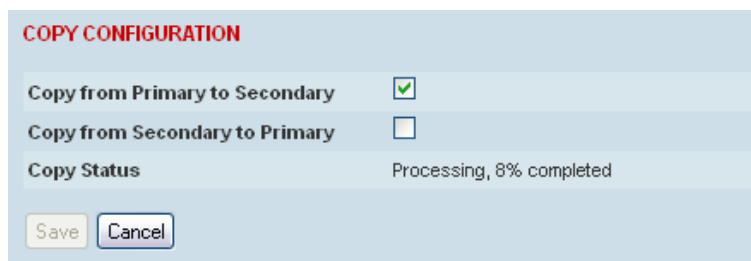 COPY CONFIGURATION
Copy from Primary to Secondary
Copy from Secondary to Primary
Copy Status Processing, 8% completed
Save Cancel